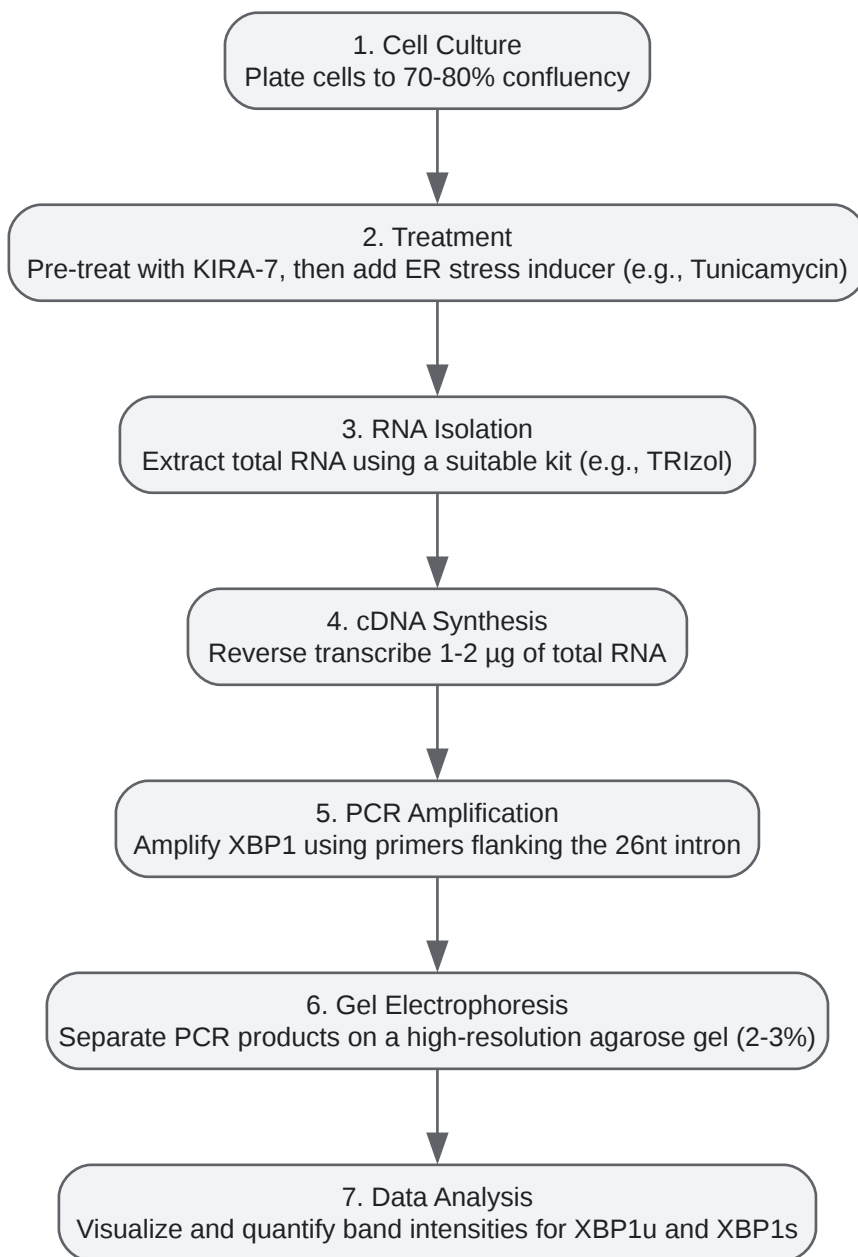 1. Cell Culture
Plate cells to 70-80% confluency
2. Treatment
Pre-treat with KIRA-7, then add ER stress inducer (e.g., Tunicamycin)
3. RNA Isolation
Extract total RNA using a suitable kit (e.g., TRIzol)
4. cDNA Synthesis
Reverse transcribe 1-2 µg of total RNA
5. PCR Amplification
Amplify XBP1 using primers flanking the 26nt intron
6. Gel Electrophoresis
Separate PCR products on a high-resolution agarose gel (2-3%)
7. Data Analysis
Visualize and quantify band intensities for XBP1u and XBP1s